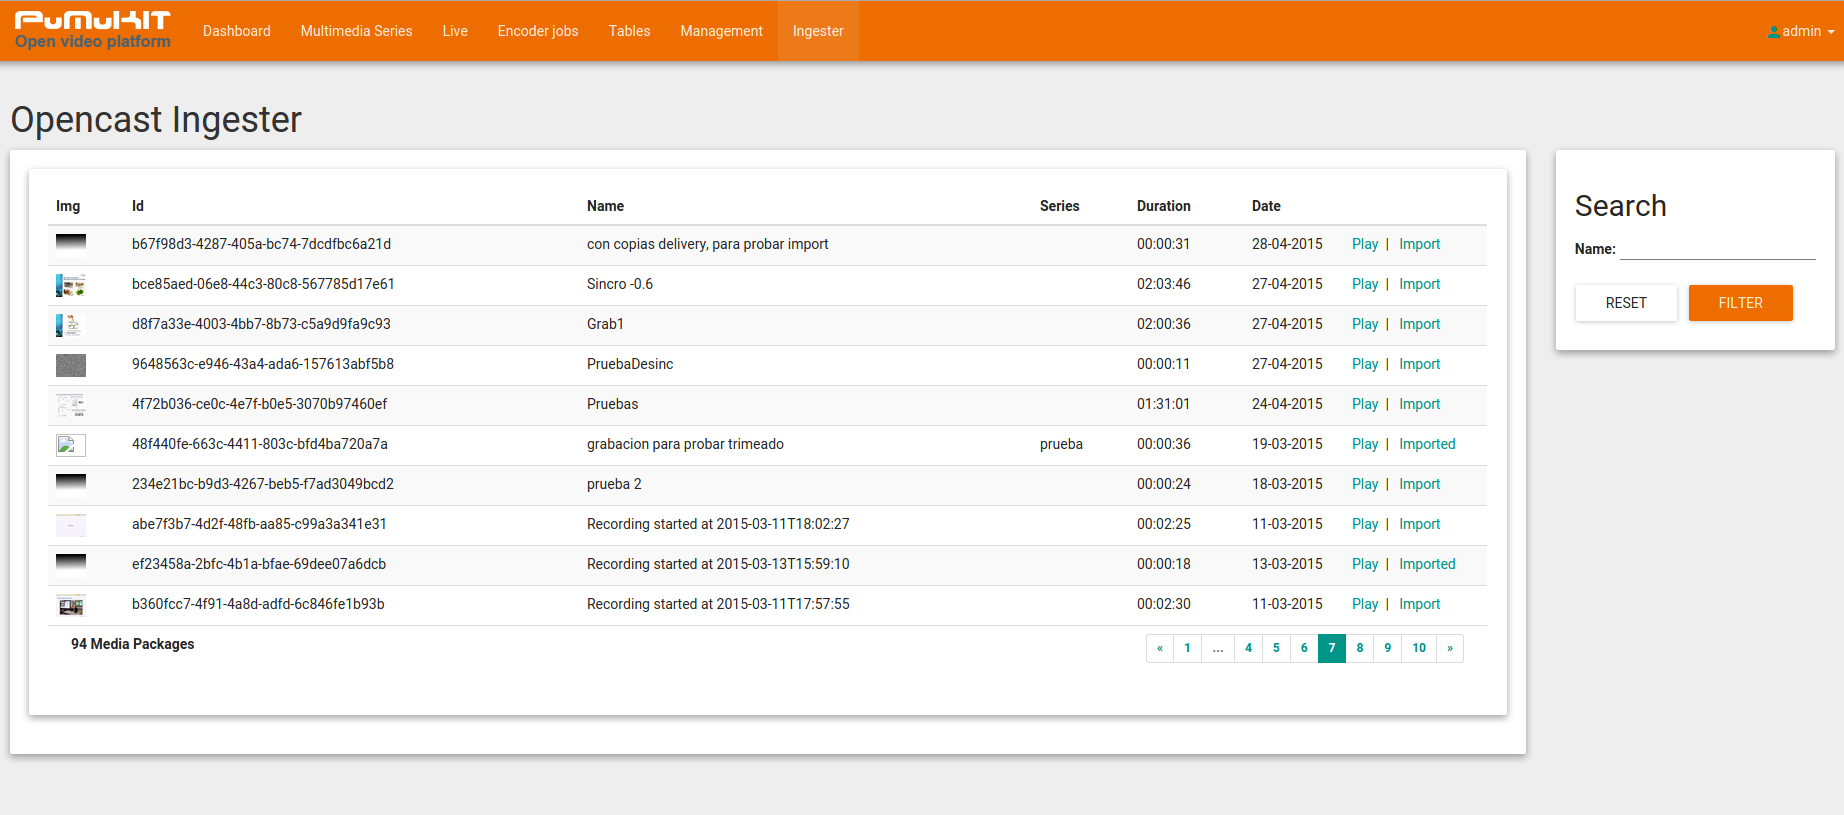 PuMuKIT
Open video platform
Dashboard Multimedia Series Live Encoder jobs Tables Management Ingester admin
Opencast Ingester
Img Id Name Series Duration Date
b67f98d3-4287-405a-bc74-7dcdfbc6a21d con copias delivery, para probar import 00:00:31 28-04-2015 Play | Import
bce85aed-06e8-44c3-80c8-567785d17e61 Sincro -0.6 02:03:46 27-04-2015 Play | Import
d8f7a33e-4003-4bb7-8b73-c5a9d9fa9c93 Grab1 02:00:36 27-04-2015 Play | Import
9648563c-e946-43a4-ada6-157613abf5b8 PruebaDesinc 00:00:11 27-04-2015 Play | Import
4f72b036-ce0c-4e7f-b0e5-3070b97460ef Pruebas 01:31:01 24-04-2015 Play | Import
48f440fe-663c-4411-803c-bfd4ba720a7a grabacion para probar trimeado prueba 00:00:36 19-03-2015 Play | Imported
234e21bc-b9d3-4267-beb5-f7ad3049bcd2 prueba 2 00:00:24 18-03-2015 Play | Import
abe7f3b7-4d2f-48fb-aa85-c99a3a341e31 Recording started at 2015-03-11T18:02:27 00:02:25 11-03-2015 Play | Import
ef23458a-2bfc-4b1a-bfae-69dee07a6dcb Recording started at 2015-03-13T15:59:10 00:00:18 13-03-2015 Play | Imported
b360fcc7-4f91-4a8d-adfd-6c846fe1b93b Recording started at 2015-03-11T17:57:55 00:02:30 11-03-2015 Play | Import
94 Media Packages « 1 ... 4 5 6 7 8 9 10 »
Search
Name:
RESET FILTER